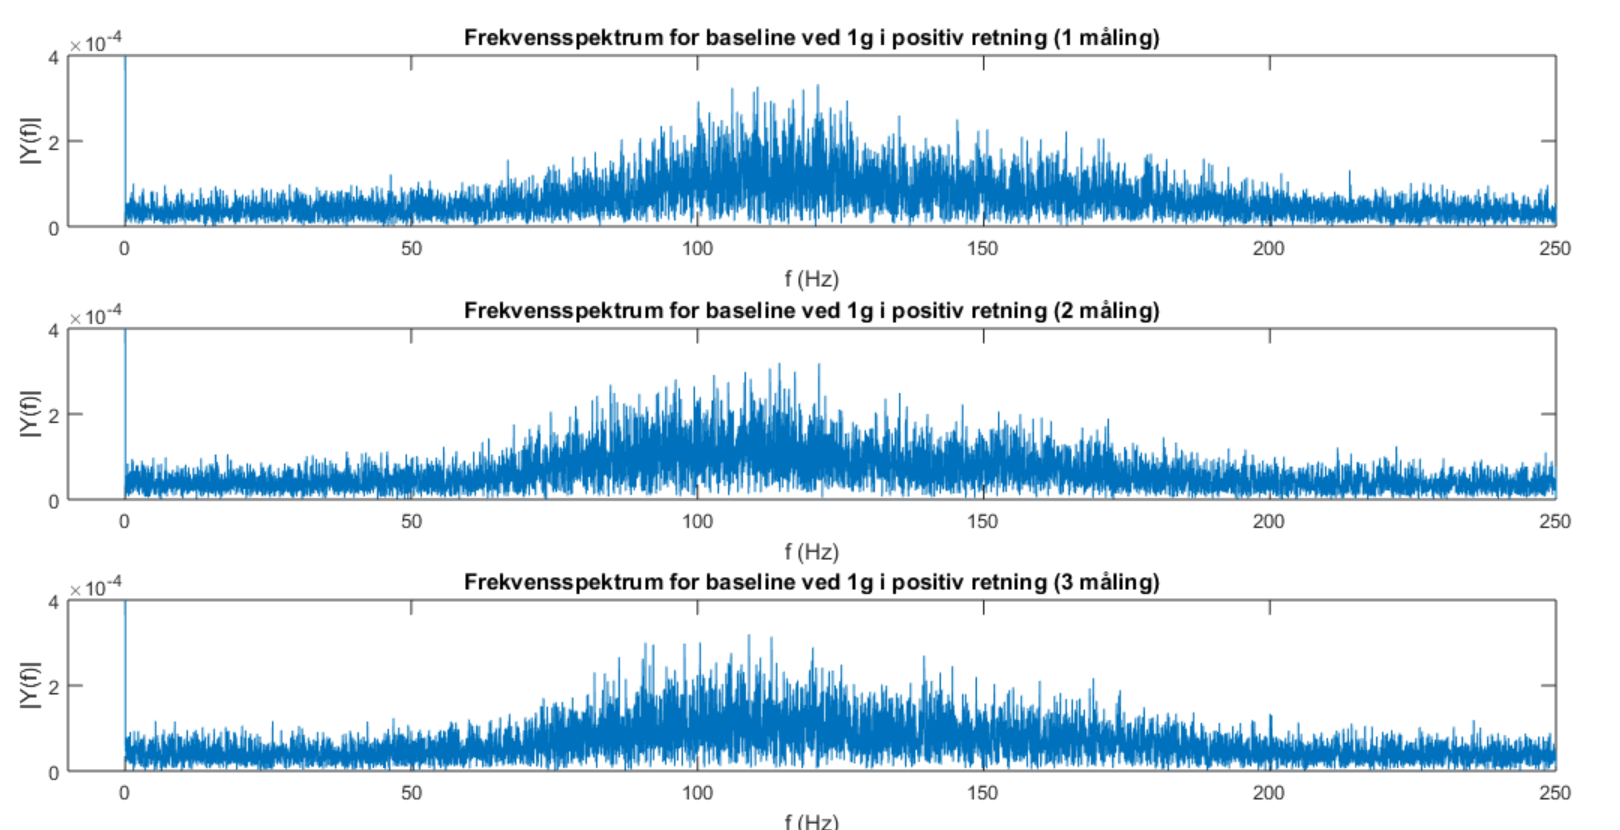 Frekvensspektrum for baseline ved 1g i positiv retning (1 måling)
×10⁻⁴
4
2
0
|Y(f)|
0 50 100 150 200 250
f (Hz)
Frekvensspektrum for baseline ved 1g i positiv retning (2 måling)
×10⁻⁴
4
2
0
|Y(f)|
0 50 100 150 200 250
f (Hz)
Frekvensspektrum for baseline ved 1g i positiv retning (3 måling)
×10⁻⁴
4
2
0
|Y(f)|
0 50 100 150 200 250
f (Hz)